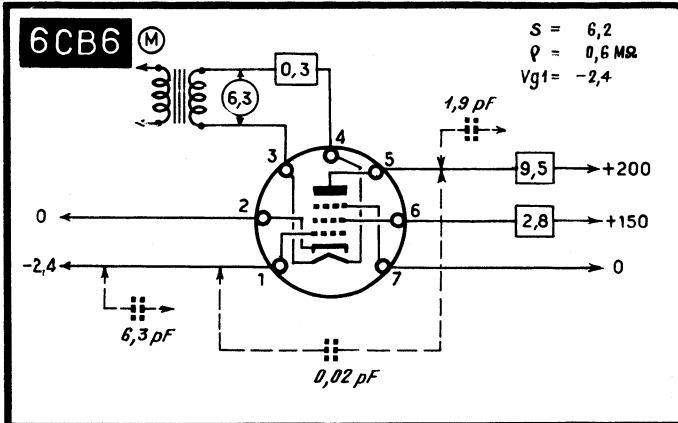 6CB6 M
S = 6,2
ρ = 0,6 MΩ
Vg1 = -2,4
0,3
6,3
1,9 pF
4
3
5
9,5
+200
0
2
6
2,8
+150
-2,4
1
7
0
6,3 pF
0,02 pF